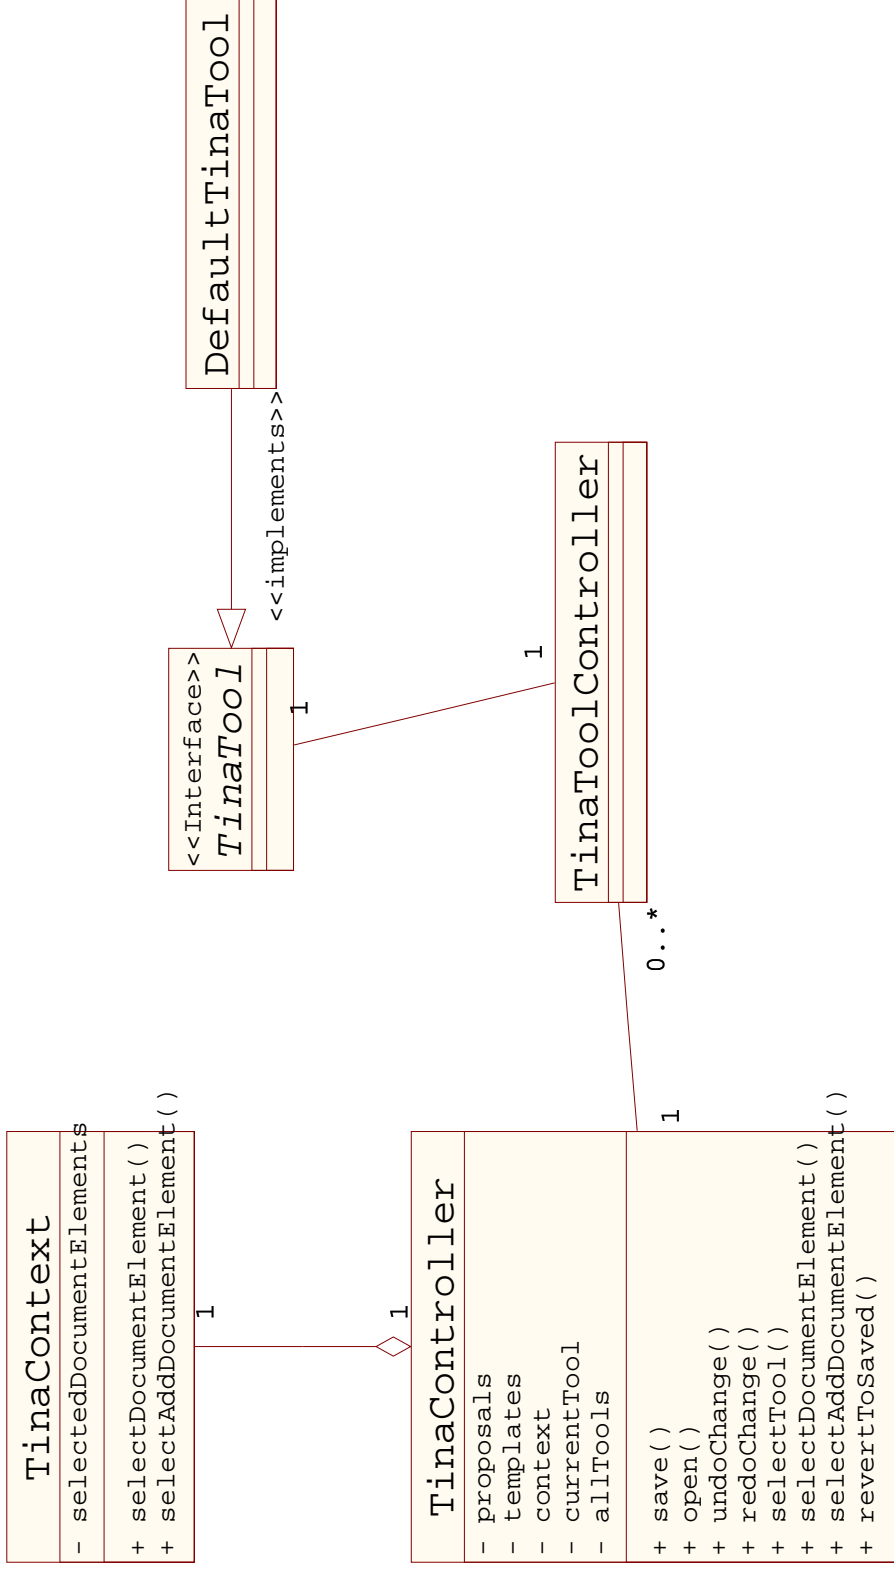 TinaContext
- selectedDocumentElements
+ selectDocumentElement()
+ selectAddDocumentElement()
1
1
TinaController
- proposals
- templates
- context
- currentTool
- allTools
+ save()
+ open()
+ undoChange()
+ redoChange()
+ selectTool()
+ selectDocumentElement()
+ selectAddDocumentElement()
+ revertToSaved()
1
0..*
TinaToolController
1
1
<<Interface>>
TinaTool
<<implements>>
DefaultTinaTool